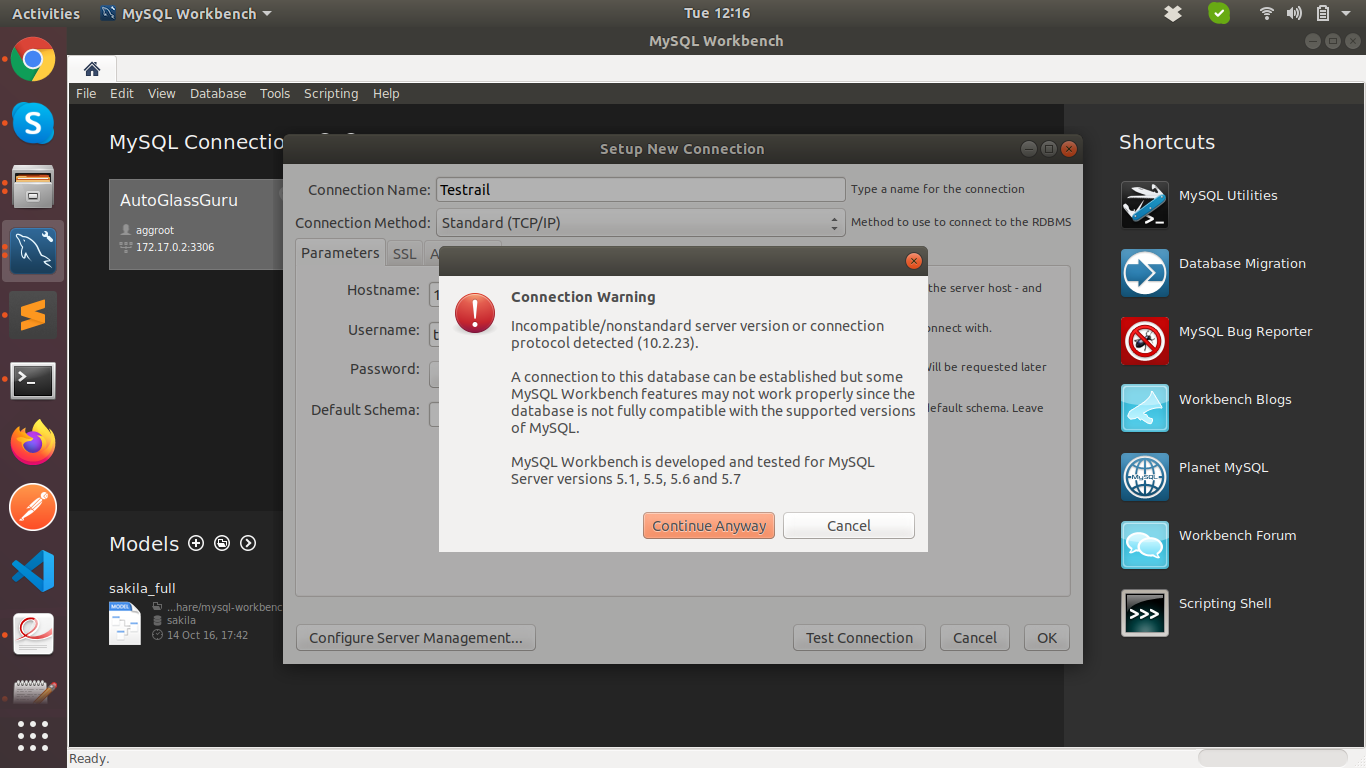 Activities
MySQL Workbench
Tue 12:16
MySQL Workbench
File Edit View Database Tools Scripting Help
MySQL Connectio
AutoGlassGuru
aggroot
172.17.0.2:3306
Setup New Connection
Connection Name: Testrail Type a name for the connection
Connection Method: Standard (TCP/IP) Method to use to connect to the RDBMS
Parameters SSL A
Hostname: 1 the server host - and
Username: t nnect with.
Password: Will be requested later
Default Schema: default schema. Leave
Connection Warning
Incompatible/nonstandard server version or connection
protocol detected (10.2.23).
A connection to this database can be established but some
MySQL Workbench features may not work properly since the
database is not fully compatible with the supported versions
of MySQL.
MySQL Workbench is developed and tested for MySQL
Server versions 5.1, 5.5, 5.6 and 5.7
Continue Anyway Cancel
Configure Server Management... Test Connection Cancel OK
Models
sakila_full
MODEL
...hare/mysql-workbenc
sakila
14 Oct 16, 17:42
Shortcuts
MySQL Utilities
Database Migration
MySQL Bug Reporter
Workbench Blogs
MySQL
Planet MySQL
Workbench Forum
>>>
Scripting Shell
Ready.